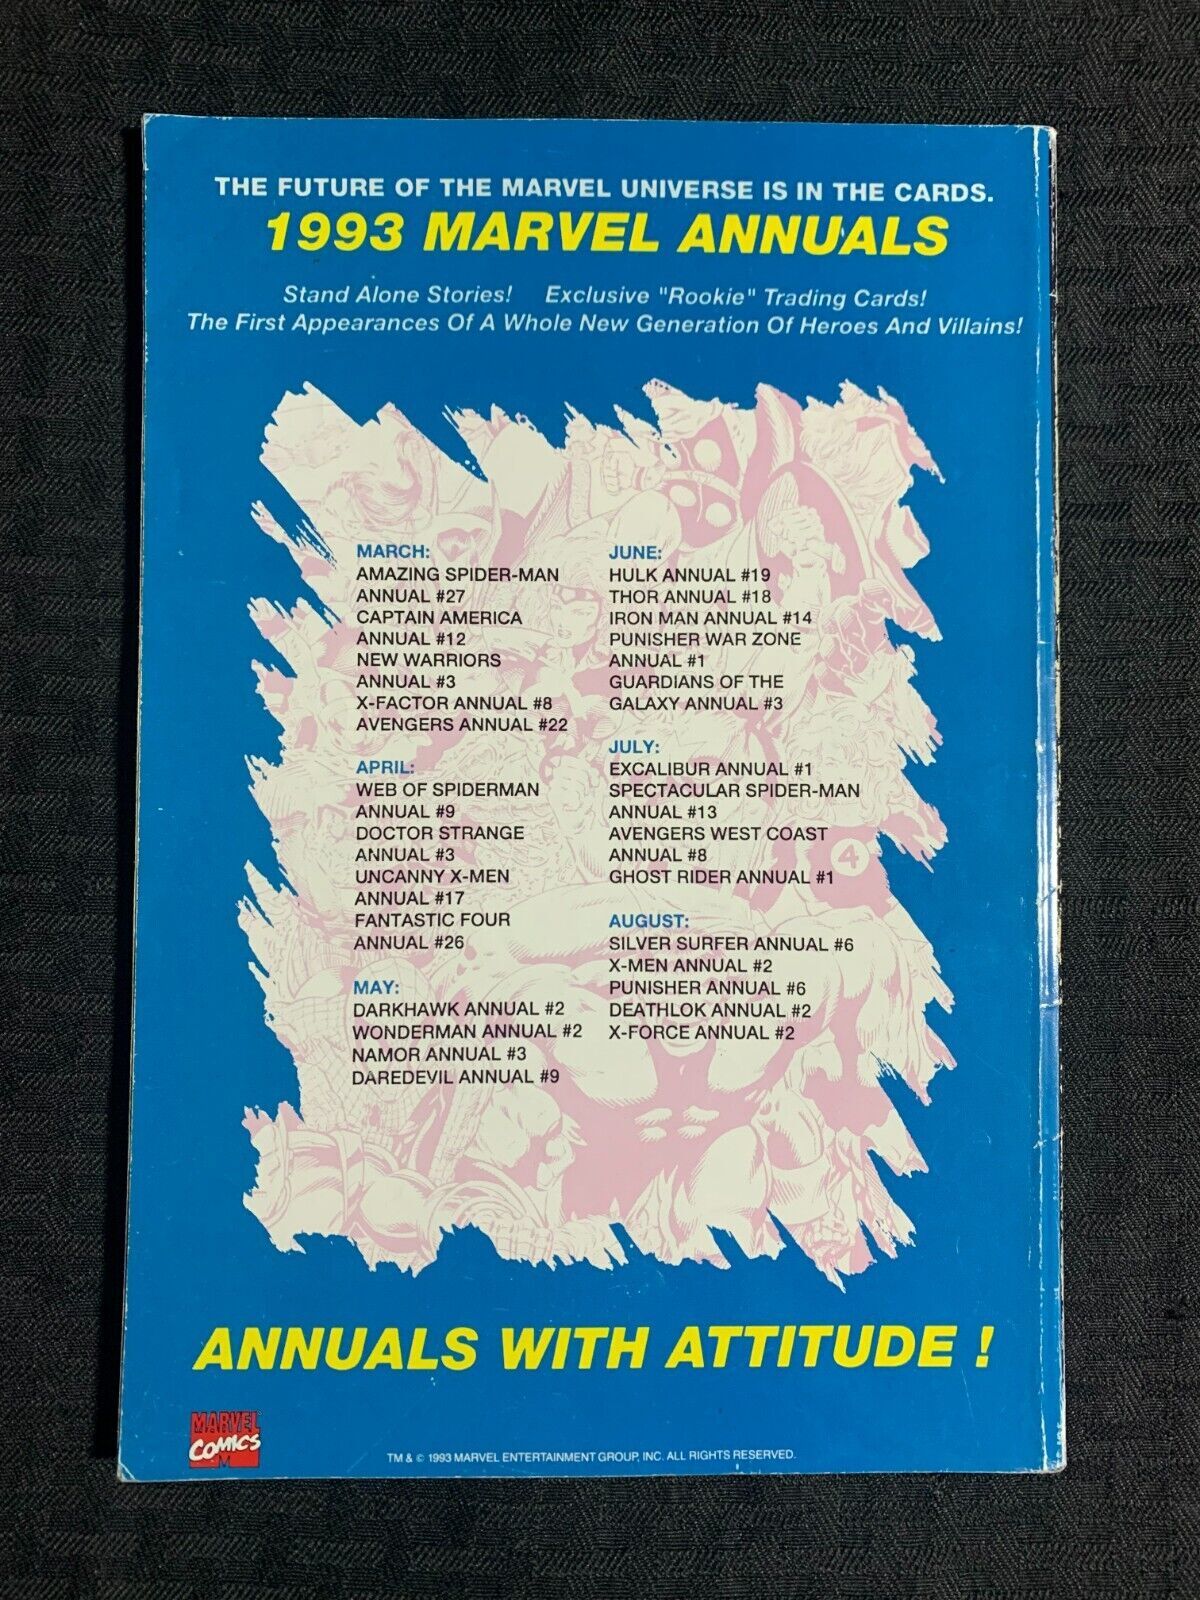 THE FUTURE OF THE MARVEL UNIVERSE IS IN THE CARDS.
1993 MARVEL ANNUALS
Stand Alone Stories! Exclusive "Rookie" Trading Cards!
The First Appearances Of A Whole New Generation Of Heroes And Villains!
MARCH:
AMAZING SPIDER-MAN
ANNUAL #27
CAPTAIN AMERICA
ANNUAL #12
NEW WARRIORS
ANNUAL #3
X-FACTOR ANNUAL #8
AVENGERS ANNUAL #22
APRIL:
WEB OF SPIDERMAN
ANNUAL #9
DOCTOR STRANGE
ANNUAL #3
UNCANNY X-MEN
ANNUAL #17
FANTASTIC FOUR
ANNUAL #26
MAY:
DARKHAWK ANNUAL #2
WONDERMAN ANNUAL #2
NAMOR ANNUAL #3
DAREDEVIL ANNUAL #9
JUNE:
HULK ANNUAL #19
THOR ANNUAL #18
IRON MAN ANNUAL #14
PUNISHER WAR ZONE
ANNUAL #1
GUARDIANS OF THE
GALAXY ANNUAL #3
JULY:
EXCALIBUR ANNUAL #1
SPECTACULAR SPIDER-MAN
ANNUAL #13
AVENGERS WEST COAST
ANNUAL #8
GHOST RIDER ANNUAL #1
4
AUGUST:
SILVER SURFER ANNUAL #6
X-MEN ANNUAL #2
PUNISHER ANNUAL #6
DEATHLOK ANNUAL #2
X-FORCE ANNUAL #2
ANNUALS WITH ATTITUDE !
MARVEL
COMICS
M
TM & © 1993 MARVEL ENTERTAINMENT GROUP, INC. ALL RIGHTS RESERVED.